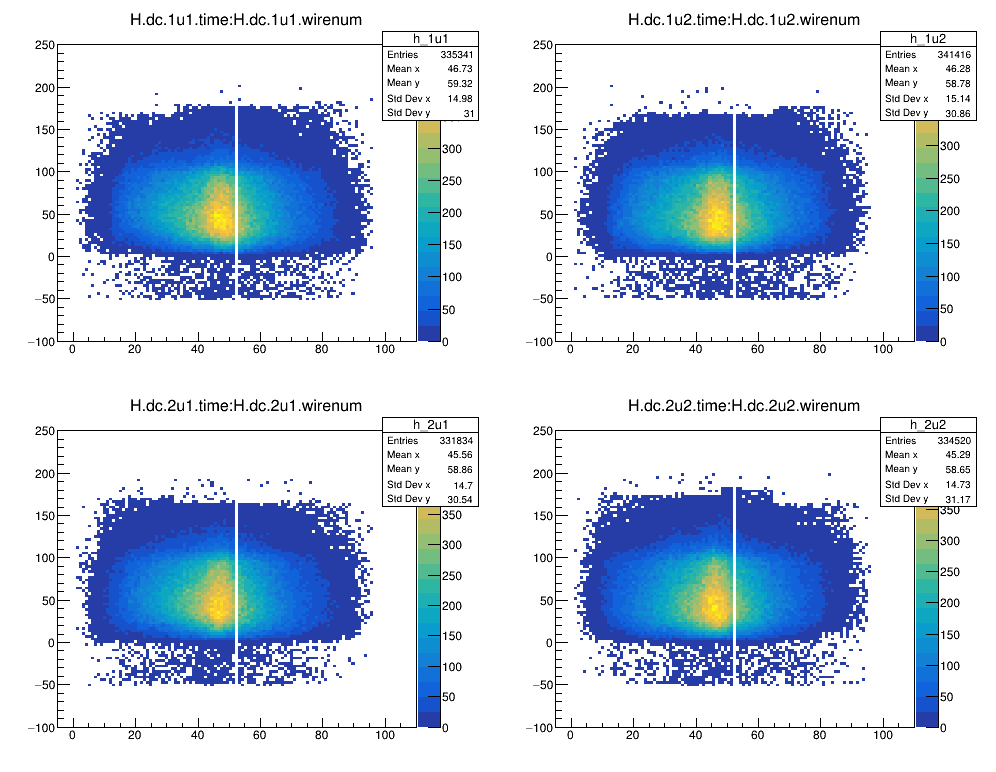 H.dc.1u1.time:H.dc.1u1.wirenum
h_1u1
Entries 335341
Mean x 46.73
Mean y 59.32
Std Dev x 14.98
Std Dev y 31
250
200
150
100
50
0
−50
−100
0 20 40 60 80 100
350
300
250
200
150
100
50
0
H.dc.1u2.time:H.dc.1u2.wirenum
h_1u2
Entries 341416
Mean x 46.28
Mean y 58.78
Std Dev x 15.14
Std Dev y 30.86
250
200
150
100
50
0
−50
−100
0 20 40 60 80 100
300
250
200
150
100
50
0
H.dc.2u1.time:H.dc.2u1.wirenum
h_2u1
Entries 331834
Mean x 45.56
Mean y 58.86
Std Dev x 14.7
Std Dev y 30.54
250
200
150
100
50
0
−50
−100
0 20 40 60 80 100
350
300
250
200
150
100
50
0
H.dc.2u2.time:H.dc.2u2.wirenum
h_2u2
Entries 334520
Mean x 45.29
Mean y 58.65
Std Dev x 14.73
Std Dev y 31.17
250
200
150
100
50
0
−50
−100
0 20 40 60 80 100
350
300
250
200
150
100
50
0